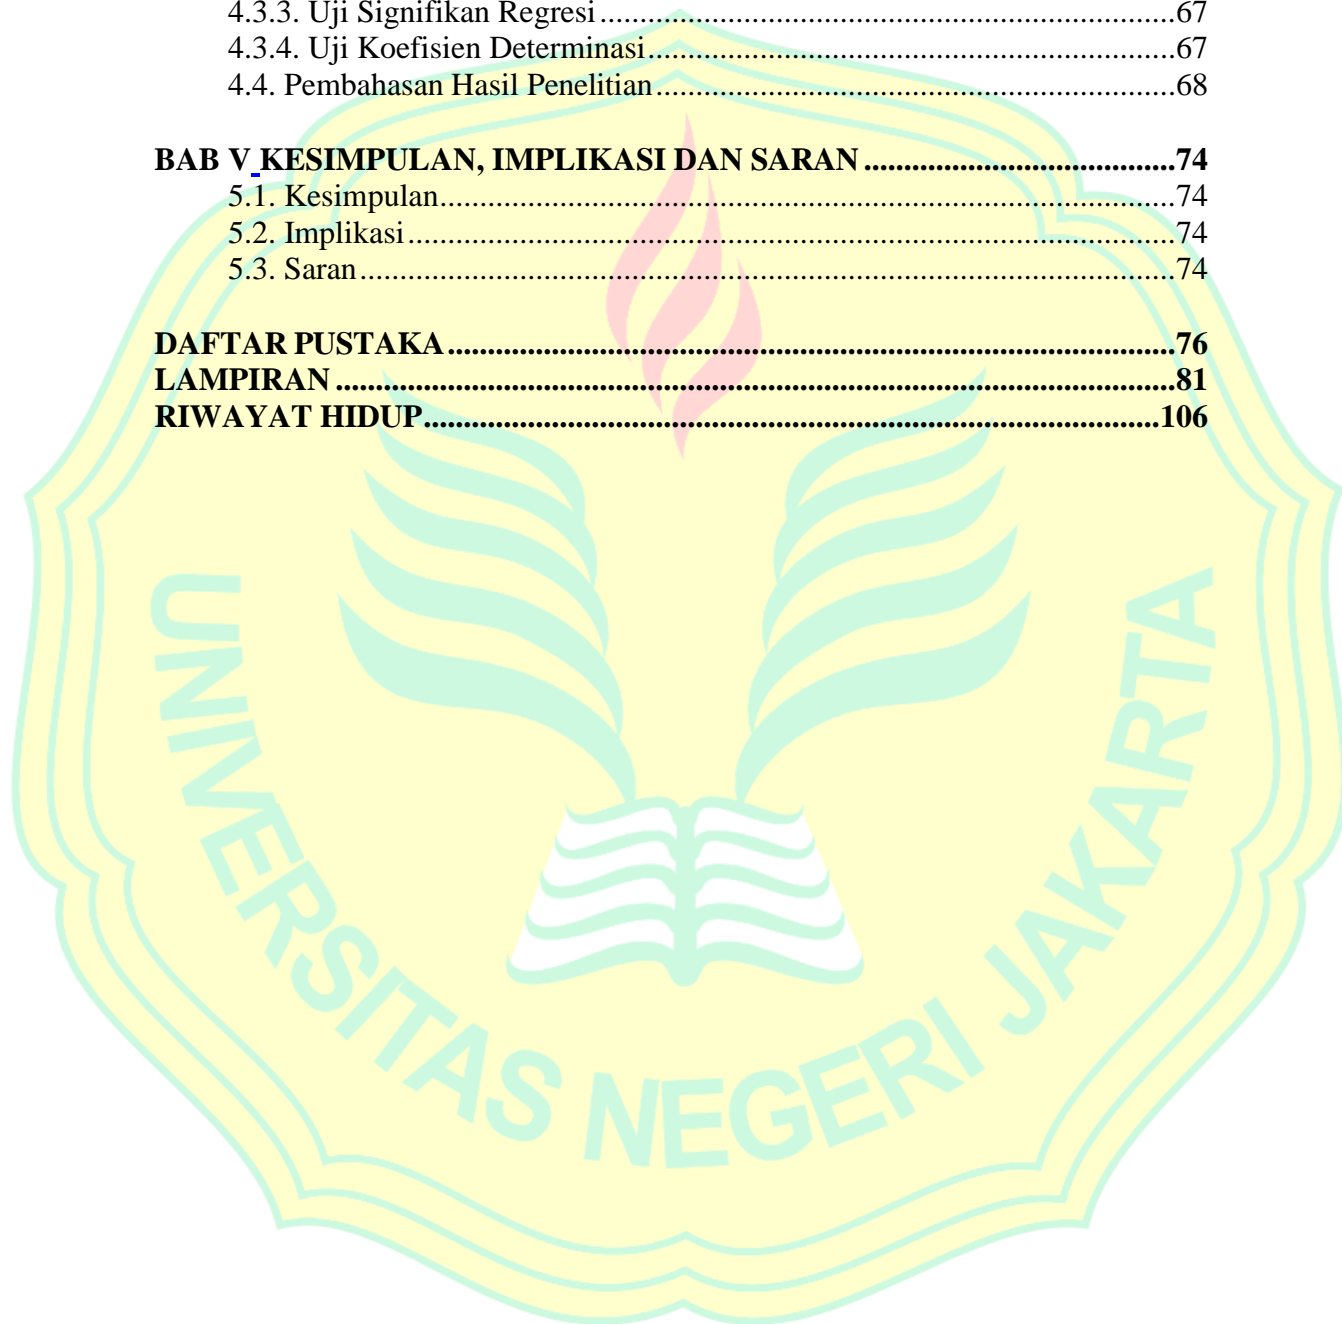 4.3.3. Uji Signifikan Regresi........................................................................67
4.3.4. Uji Koefisien Determinasi..................................................................67
4.4. Pembahasan Hasil Penelitian.................................................................68
BAB V KESIMPULAN, IMPLIKASI DAN SARAN.......................................74
5.1. Kesimpulan............................................................................................74
5.2. Implikasi................................................................................................74
5.3. Saran......................................................................................................74
DAFTAR PUSTAKA...........................................................................................76
LAMPIRAN.........................................................................................................81
RIWAYAT HIDUP............................................................................................106
UNIVERSITAS NEGERI JAKARTA